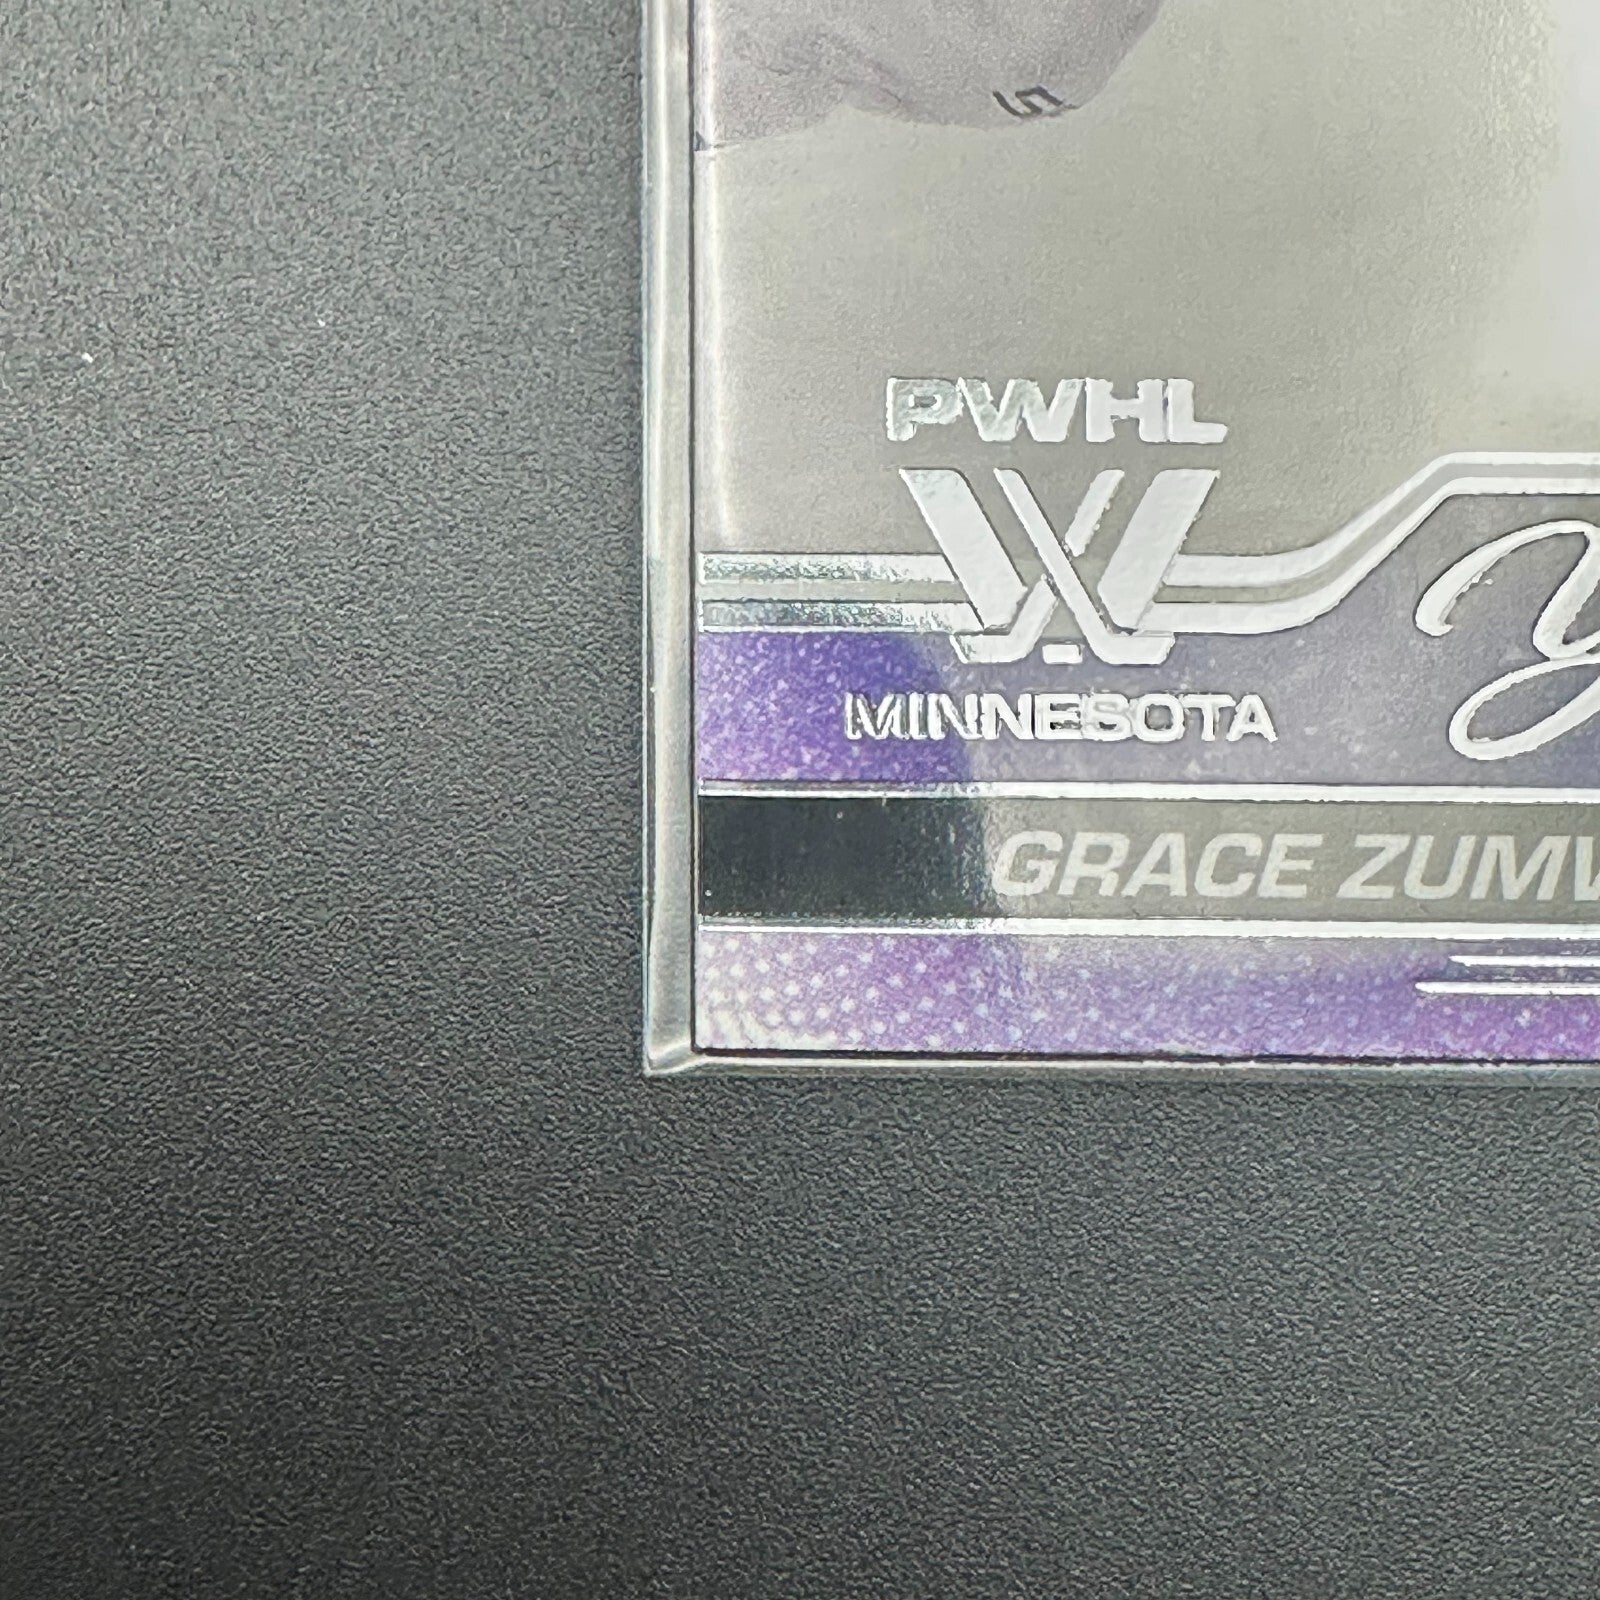 PWHL
MINNESOTA
Y
GRACE ZUMW